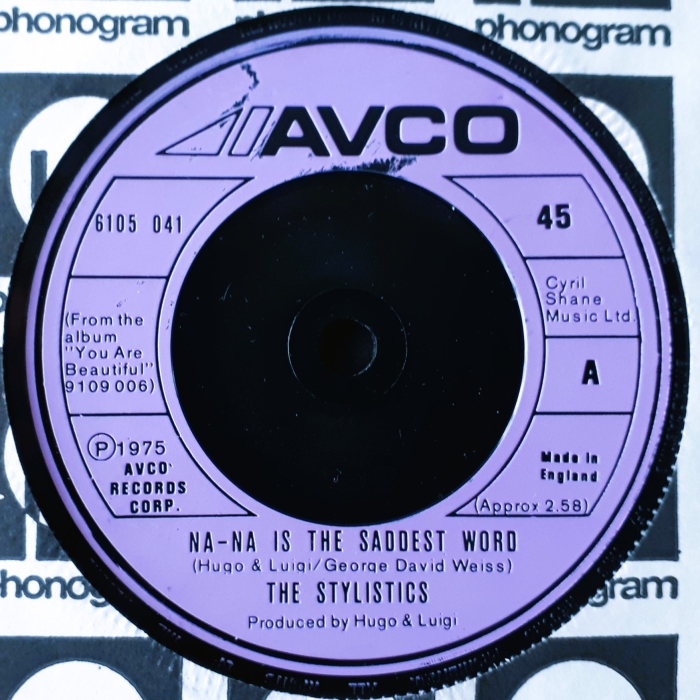 phonogram
phonogram
AVCO
6105 041
45
(From the
album
"You Are
Beautiful"
9109 006)
Cyril
Shane
Music Ltd.
A
Ⓟ 1975
AVCO
RECORDS
CORP.
Made in
England
(Approx 2.58)
NA-NA IS THE SADDEST WORD
(Hugo & Luigi/George David Weiss)
THE STYLISTICS
Produced by Hugo & Luigi